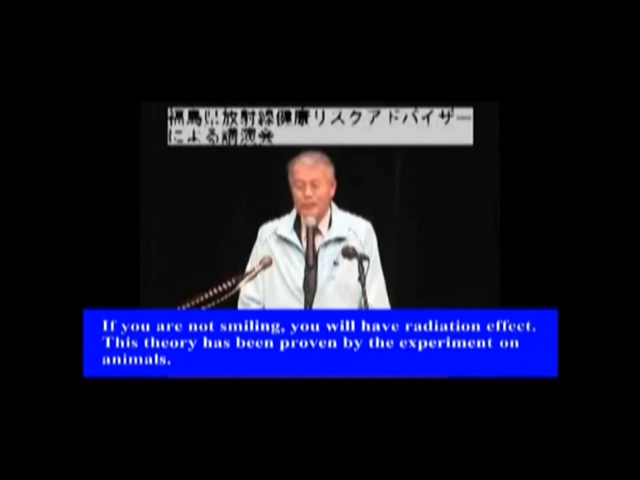 福島県放射線健康リスクアドバイザー
による講演会
If you are not smiling, you will have radiation effect.
This theory has been proven by the experiment on
animals.